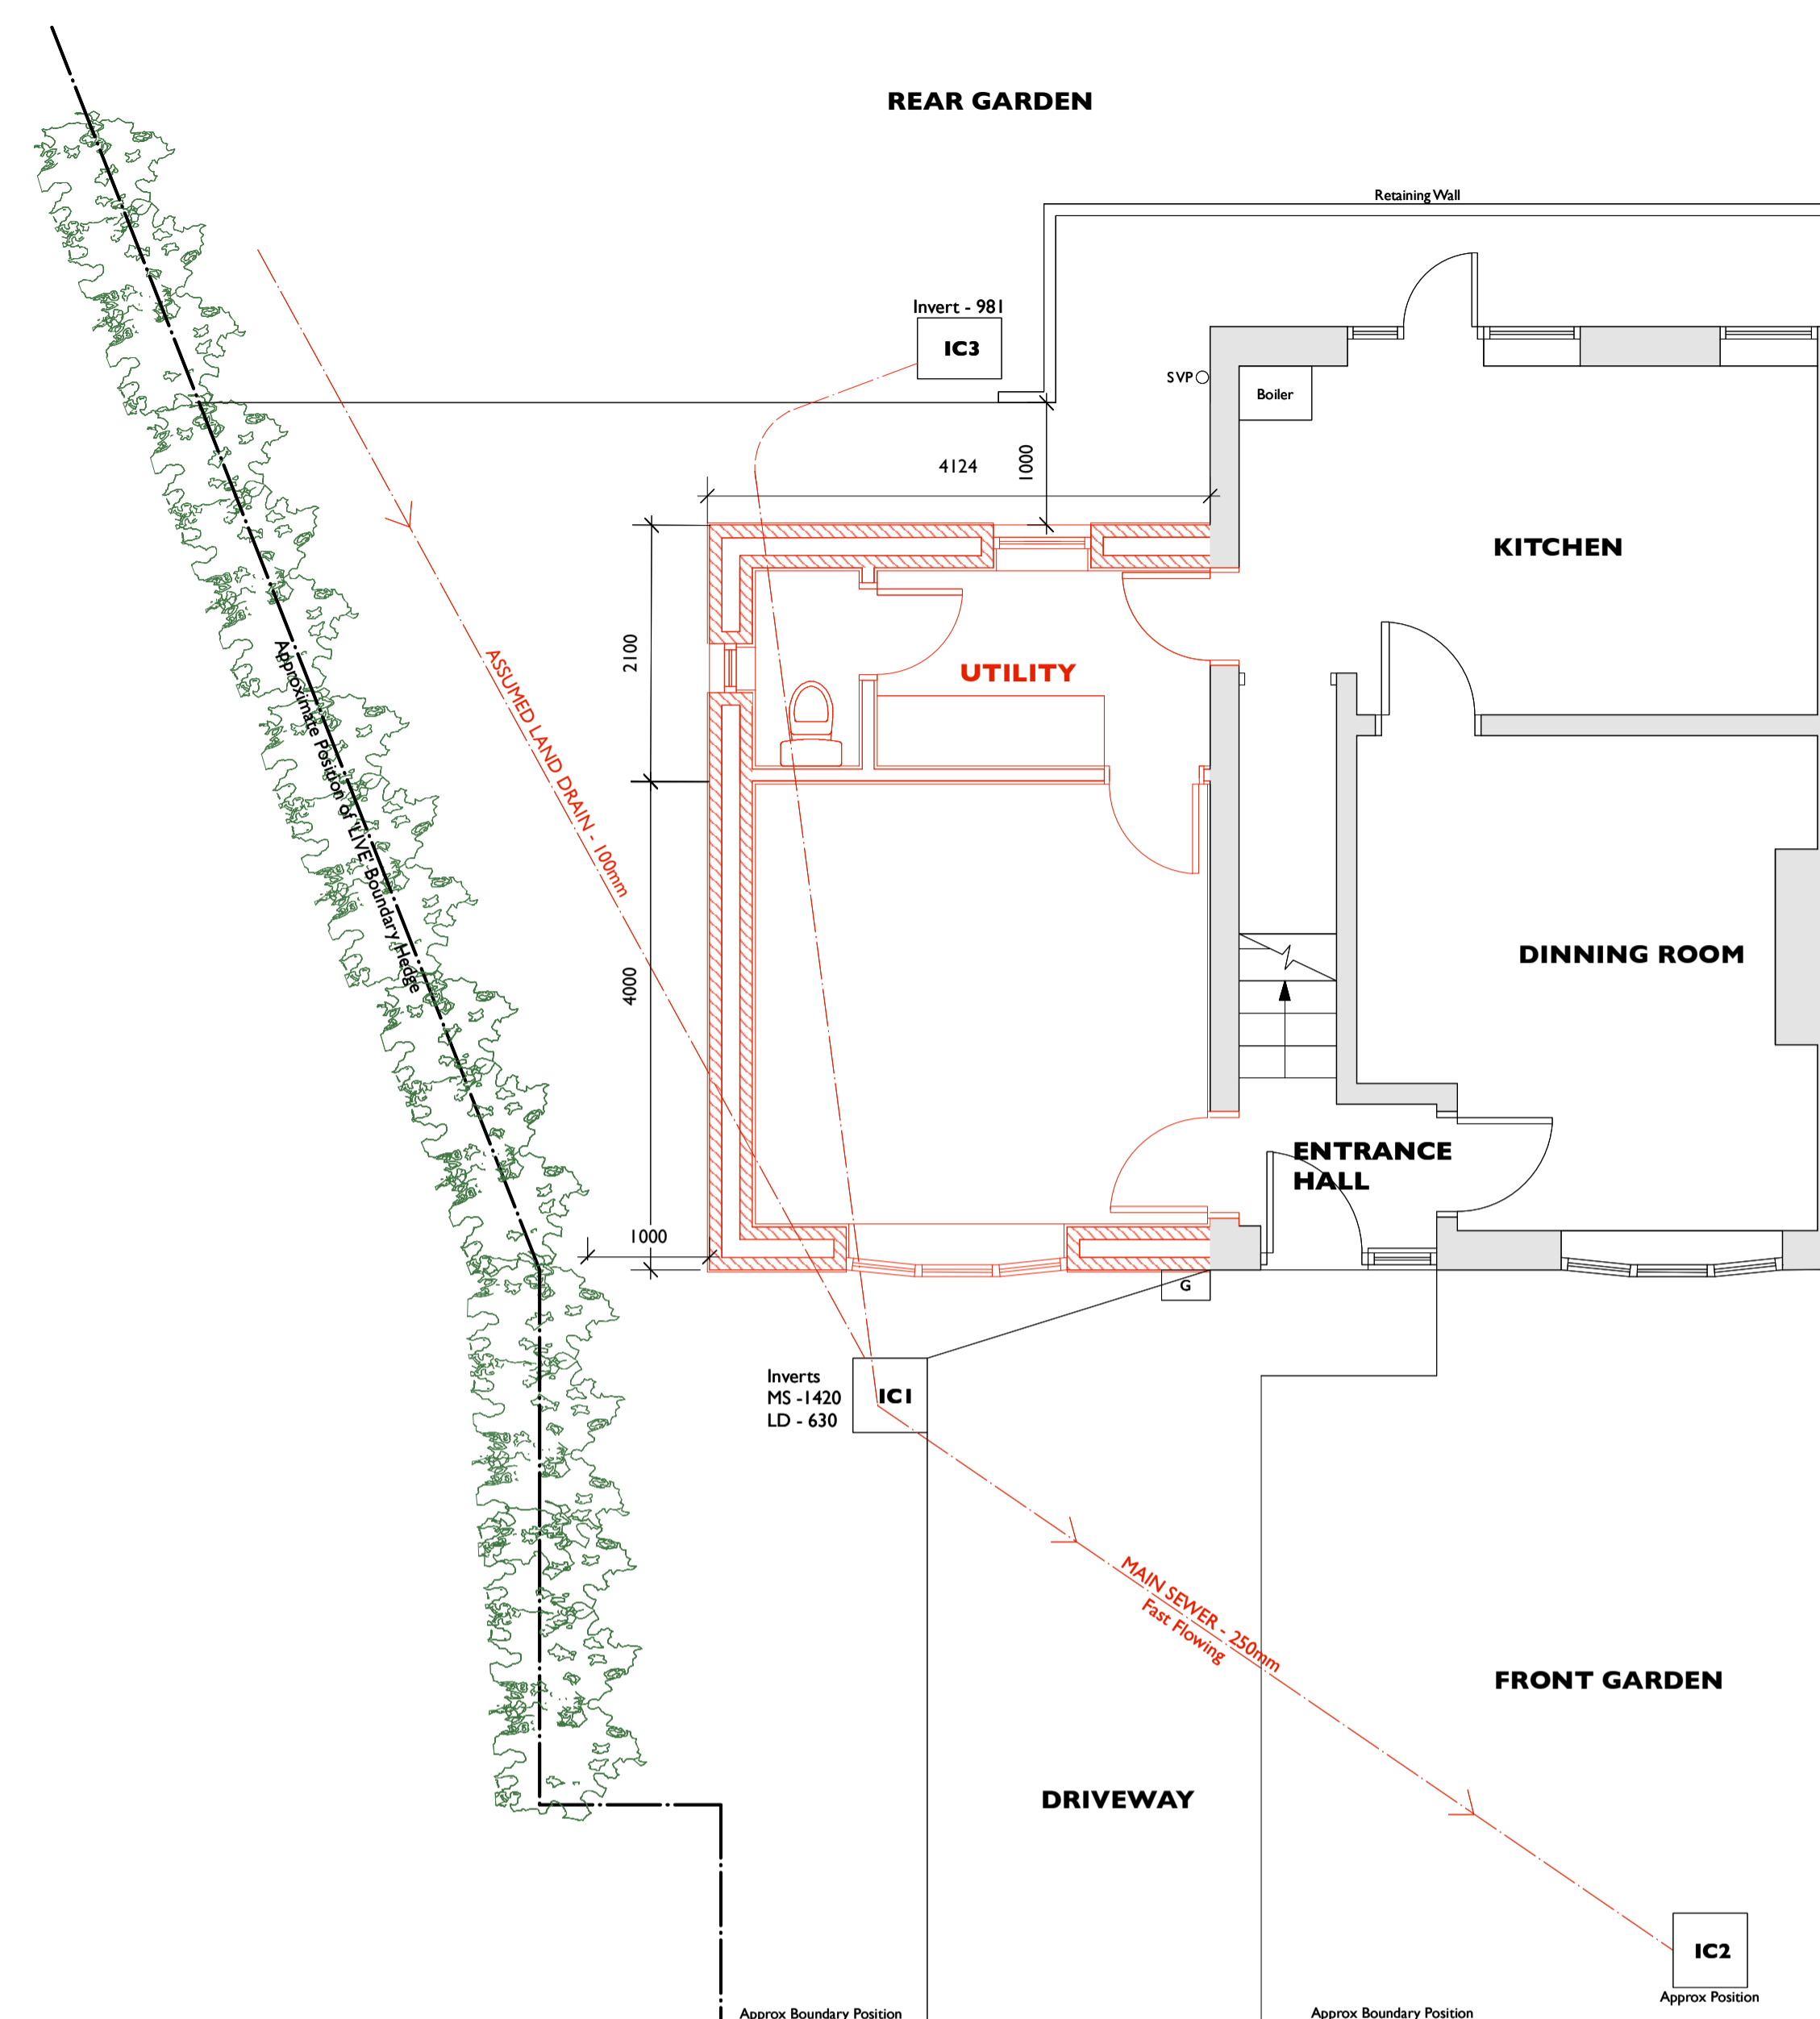 REAR GARDEN
Retaining Wall
Invert - 981
IC3
SVP
Boiler
4124
1000
KITCHEN
2100
UTILITY
ASSUMED LAND DRAIN - 100mm
Approximate Position of 'LIVE' Boundary Hedge
DINNING ROOM
4000
ENTRANCE
HALL
1000
G
Inverts
MS -1420
LD - 630
IC1
MAIN SEWER - 250mm
Fast Flowing
FRONT GARDEN
DRIVEWAY
IC2
Approx Position
Approx Boundary Position
Approx Boundary Position